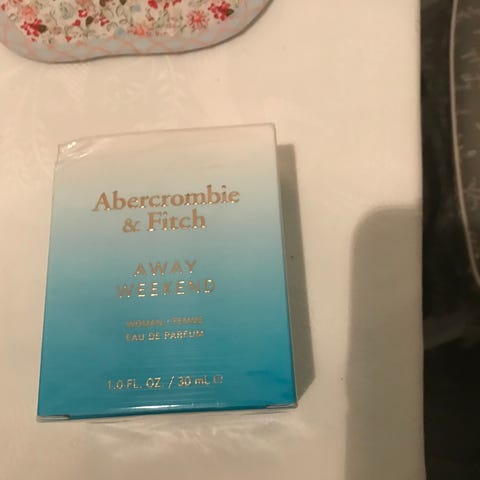 Abercrombie
& Fitch
AWAY
WEEKEND
WOMAN / FEMME
EAU DE PARFUM
1.0 FL. OZ. / 30 mL ℮